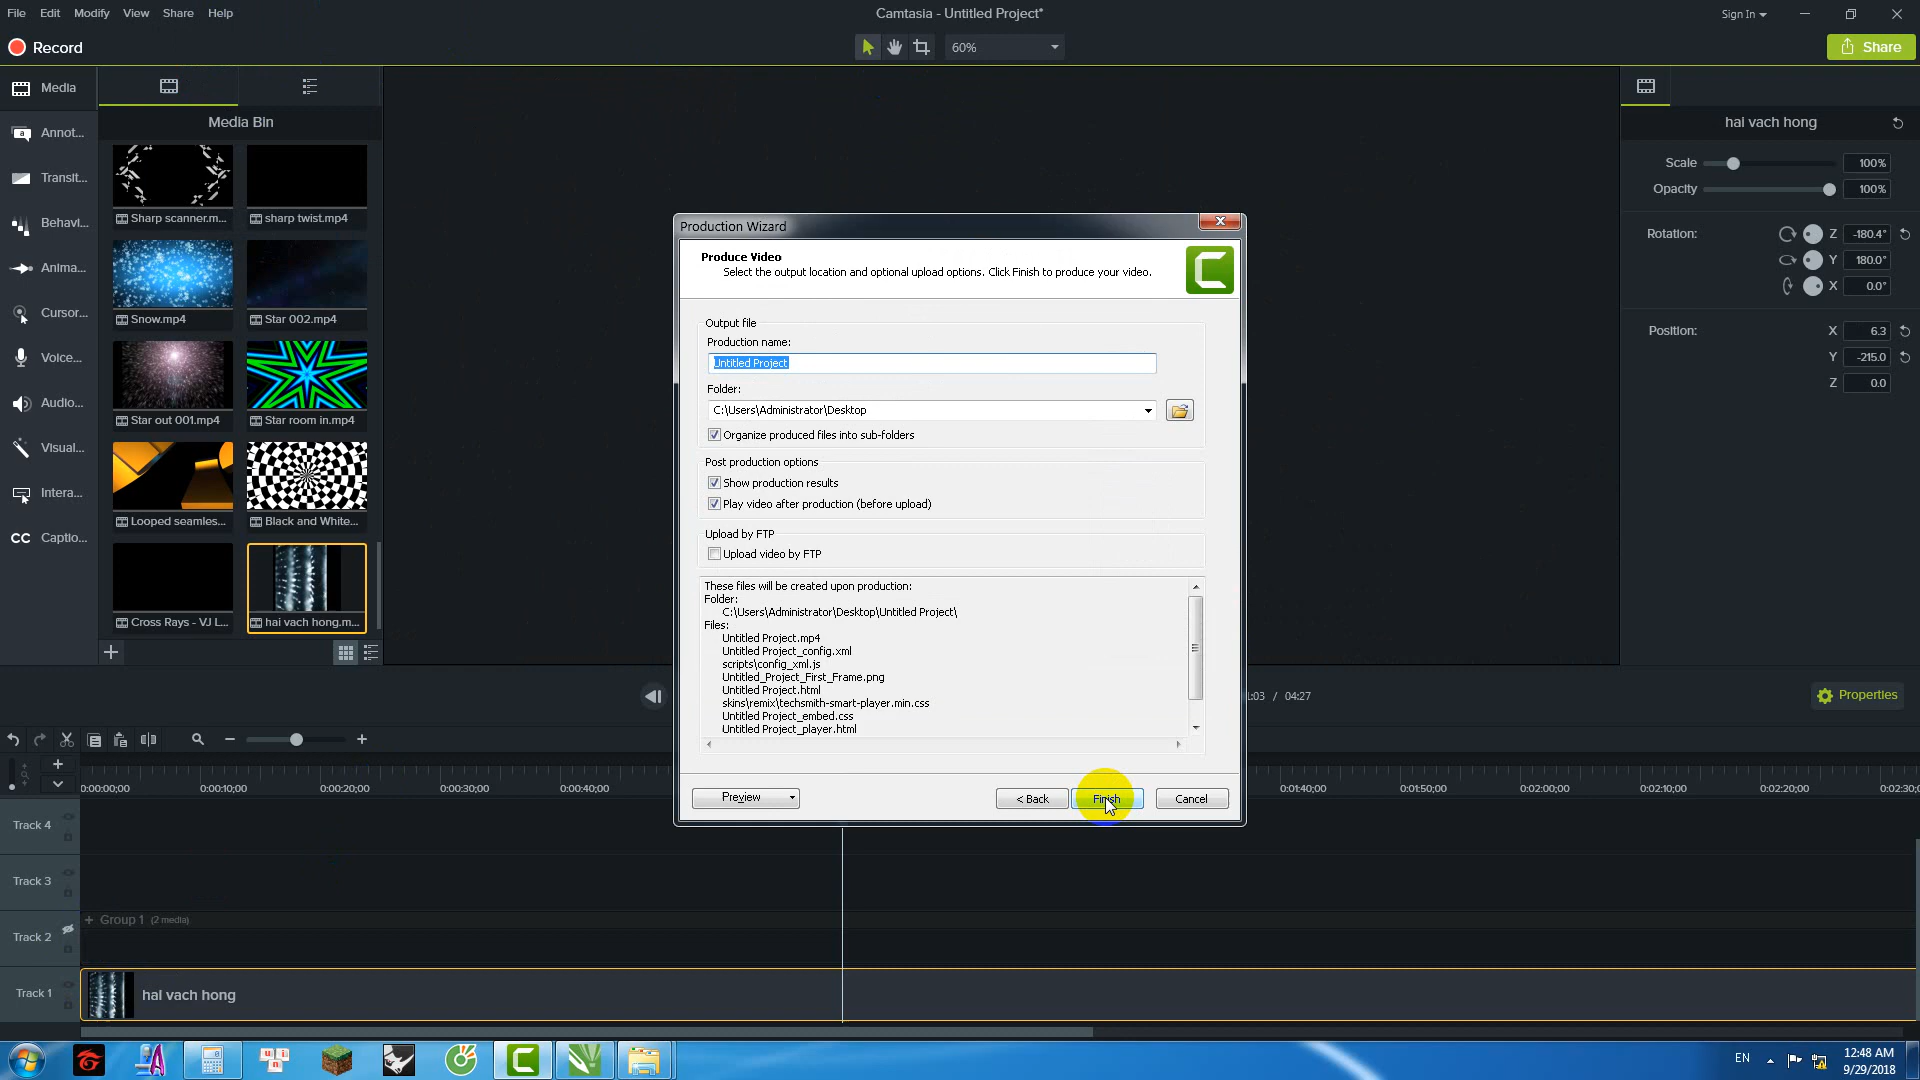 File Edit Modify View Share Help
Camtasia - Untitled Project*
Sign In
Record
60%
Share
Media
Annot...
Transit...
Behavi...
Anima...
Cursor...
Voice...
Audio...
Visual...
Intera...
CC Captio...
Media Bin
Sharp scanner.m...
sharp twist.mp4
Snow.mp4
Star 002.mp4
Star out 001.mp4
Star room in.mp4
Looped seamles...
Black and White...
Cross Rays - VJ L...
hai vach hong.m...
Production Wizard
Produce Video
Select the output location and optional upload options. Click Finish to produce your video.
Output file
Production name:
Untitled Project
Folder:
C:\Users\Administrator\Desktop
Organize produced files into sub-folders
Post production options
Show production results
Play video after production (before upload)
Upload by FTP
Upload video by FTP
These files will be created upon production:
Folder:
C:\Users\Administrator\Desktop\Untitled Project\
Files:
Untitled Project.mp4
Untitled Project_config.xml
scripts\config_xml.js
Untitled_Project_First_Frame.png
Untitled Project.html
skins\remix\techsmith-smart-player.min.css
Untitled Project_embed.css
Untitled Project_player.html
Preview
< Back
Finish
Cancel
hai vach hong
Scale 100%
Opacity 100%
Rotation: Z -180.4°
Y 180.0°
X 0.0°
Position: X 6.3
Y -215.0
Z 0.0
1:03 / 04:27
Properties
0:00:00;00 0:00:10;00 0:00:20;00 0:00:30;00 0:00:40;00 0:01:40;00 0:01:50;00 0:02:00;00 0:02:10;00 0:02:20;00 0:02:30;
Track 4
Track 3
+ Group 1 (2 media)
Track 2
Track 1
hai vach hong
EN
12:48 AM
9/29/2018